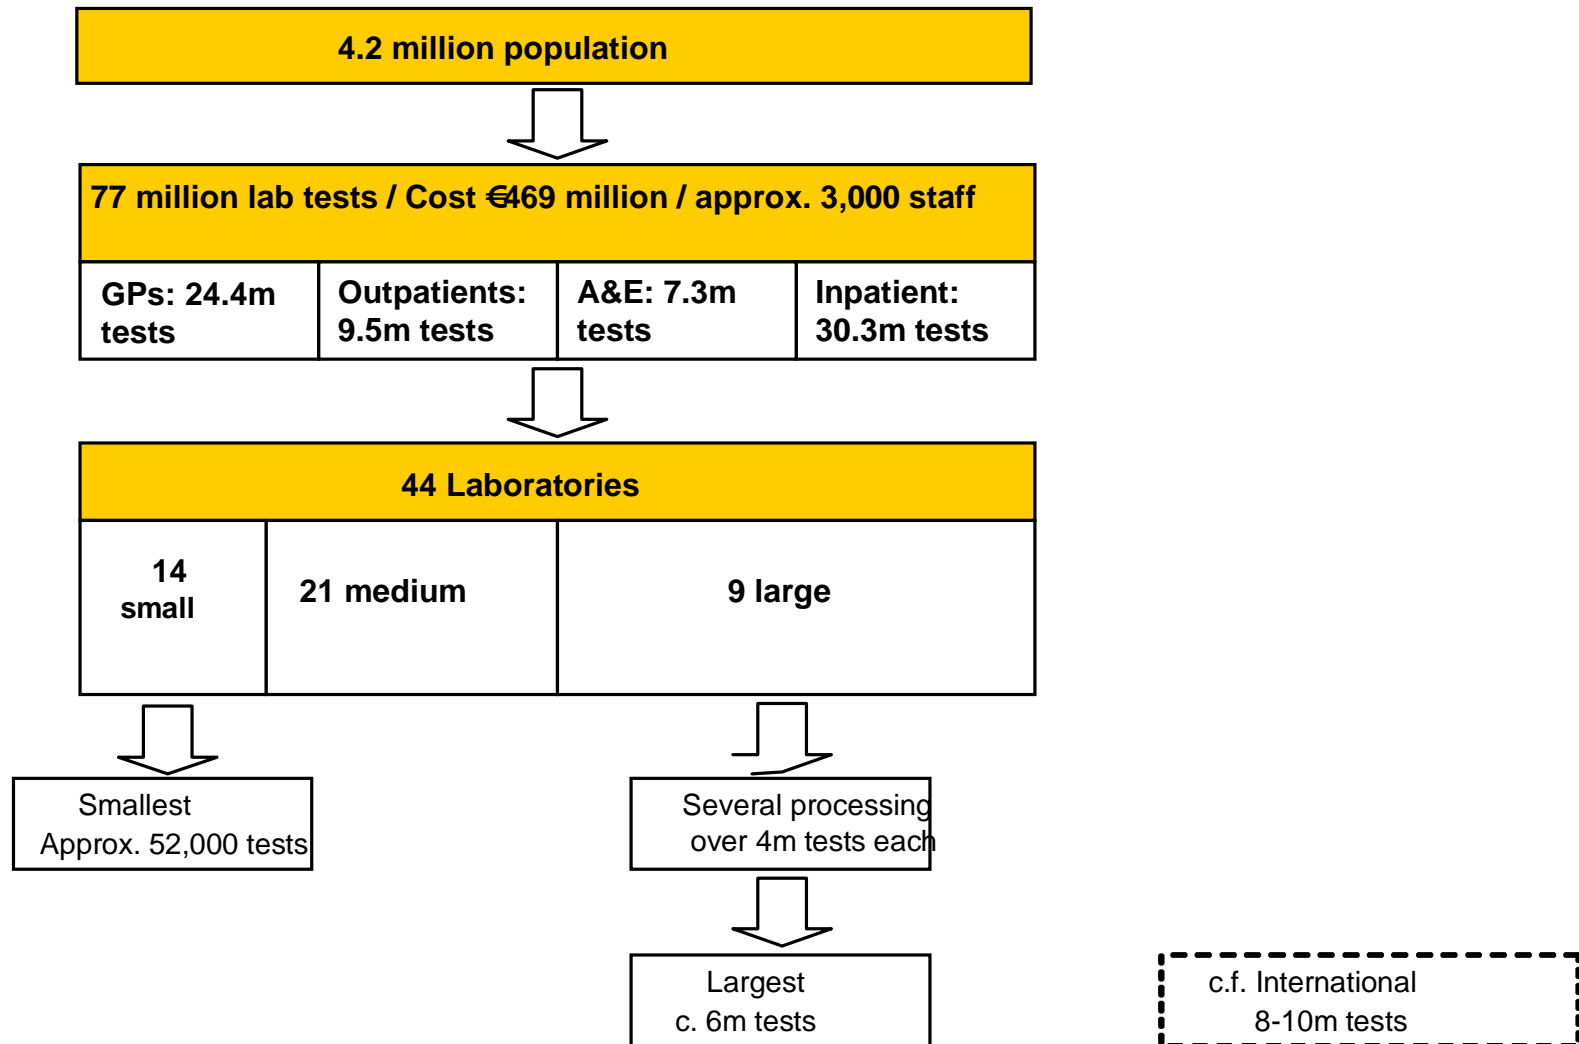 4.2 million population
77 million lab tests / Cost €469 million / approx. 3,000 staff
GPs: 24.4m
tests
Outpatients:
9.5m tests
A&E: 7.3m
tests
Inpatient:
30.3m tests
44 Laboratories
14
small
21 medium
9 large
Smallest
Approx. 52,000 tests
Several processing
over 4m tests each
Largest
c. 6m tests
c.f. International
8-10m tests